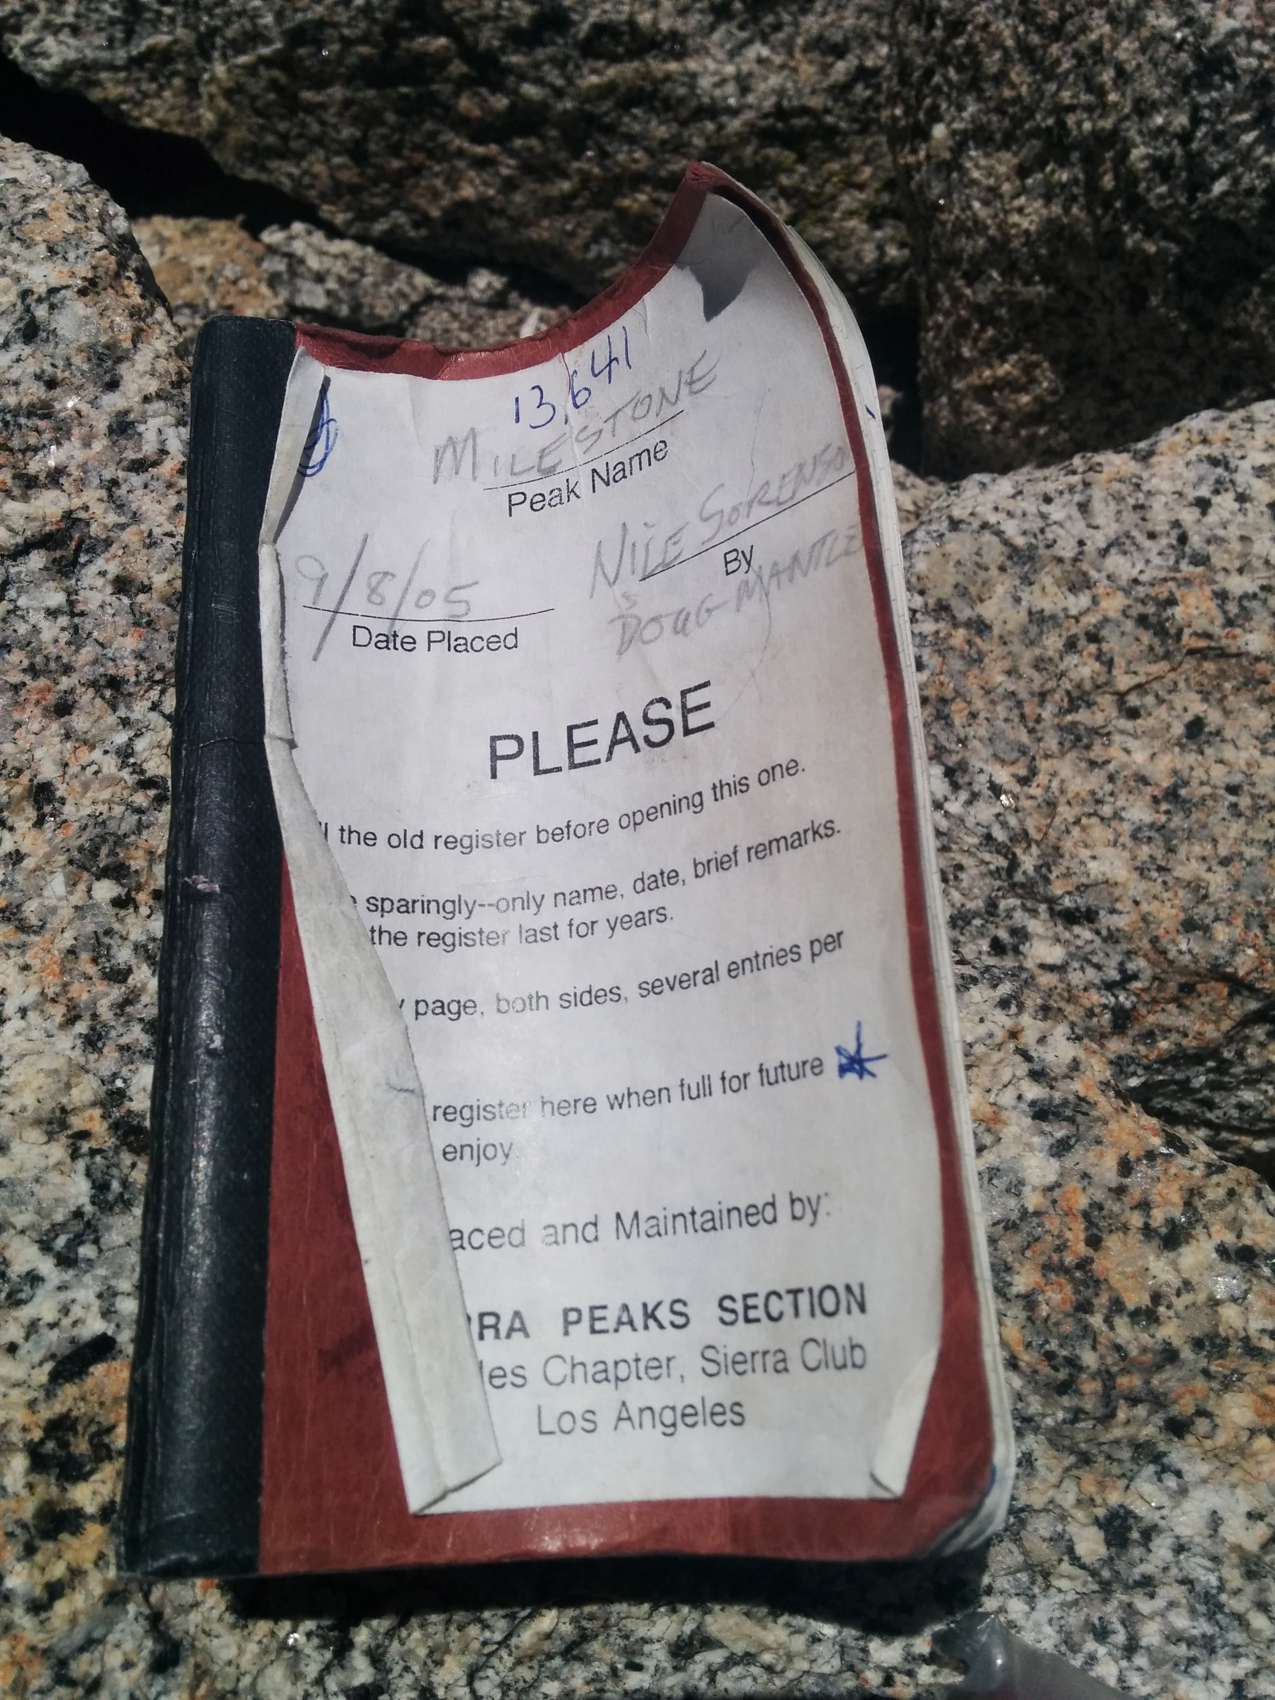 13,641
MILESTONE
Peak Name
NILE SORENSO
By
& DOUG MANTLE
9/8/05
Date Placed
PLEASE
the old register before opening this one.
sparingly--only name, date, brief remarks.
the register last for years.
page, both sides, several entries per
register here when full for future
enjoy
aced and Maintained by:
RRA PEAKS SECTION
les Chapter, Sierra Club
Los Angeles